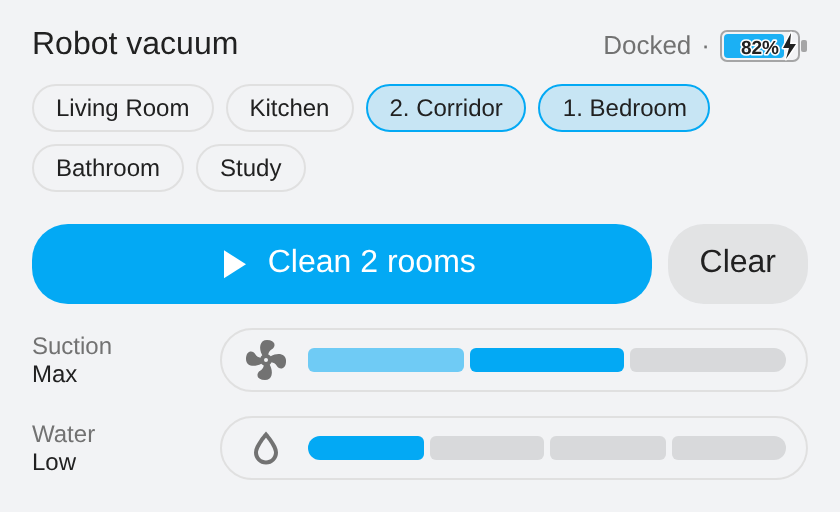 Robot vacuum
Docked · 82%
Living Room Kitchen 2. Corridor 1. Bedroom
Bathroom Study
Clean 2 rooms Clear
Suction
Max
Water
Low